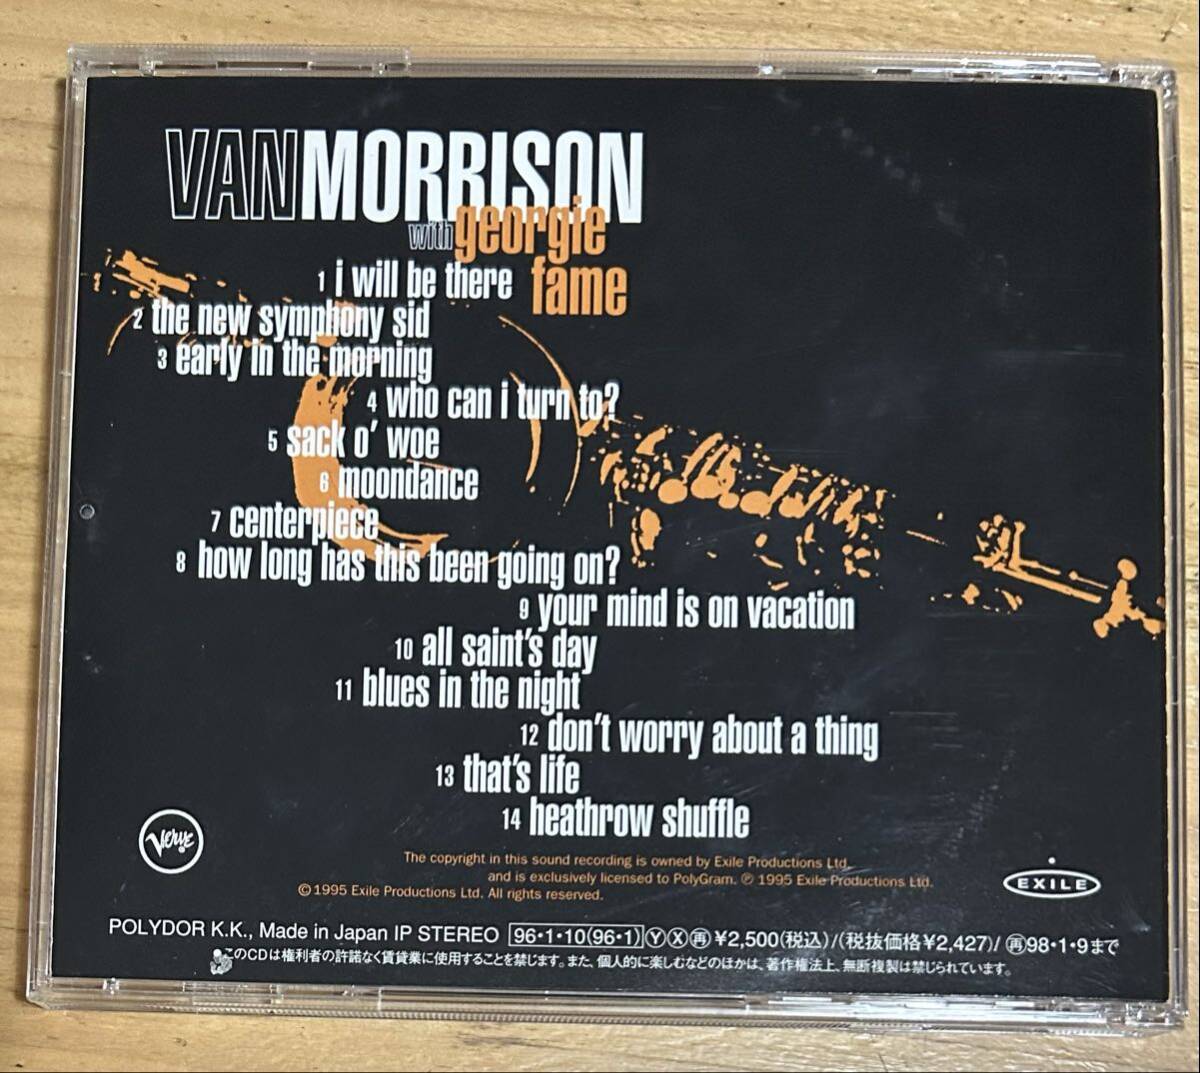 VANMORRISON
with georgie
fame
1 i will be there
2 the new symphony sid
3 early in the morning
4 who can i turn to?
5 sack o' woe
6 moondance
7 centerpiece
8 how long has this been going on?
9 your mind is on vacation
10 all saint's day
11 blues in the night
12 don't worry about a thing
13 that's life
14 heathrow shuffle
Verve
The copyright in this sound recording is owned by Exile Productions Ltd.
and is exclusively licensed to PolyGram. ℗ 1995 Exile Productions Ltd.
©1995 Exile Productions Ltd. All rights reserved.
EXILE
POLYDOR K.K., Made in Japan IP STEREO 96・1・10(96・1) Ⓨ Ⓧ ㊢ ¥2,500(税込)/(税抜価格¥2,427)/ 再98・1・9まで
このCDは権利者の許諾なく賃貸業に使用することを禁じます。また、個人的に楽しむなどのほかは、著作権法上、無断複製は禁じられています。